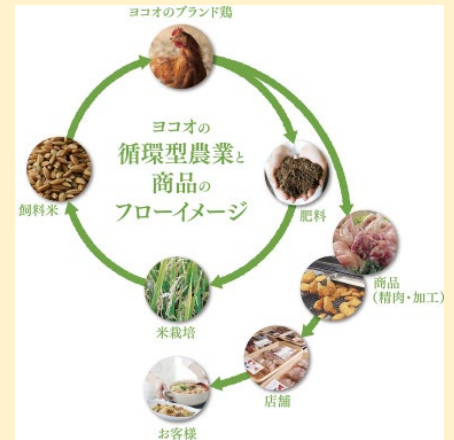 ヨコオのブランド鶏
ヨコオの
循環型農業と
商品の
フローイメージ
飼料米
肥料
商品
（精肉・加工）
米栽培
店舗
お客様